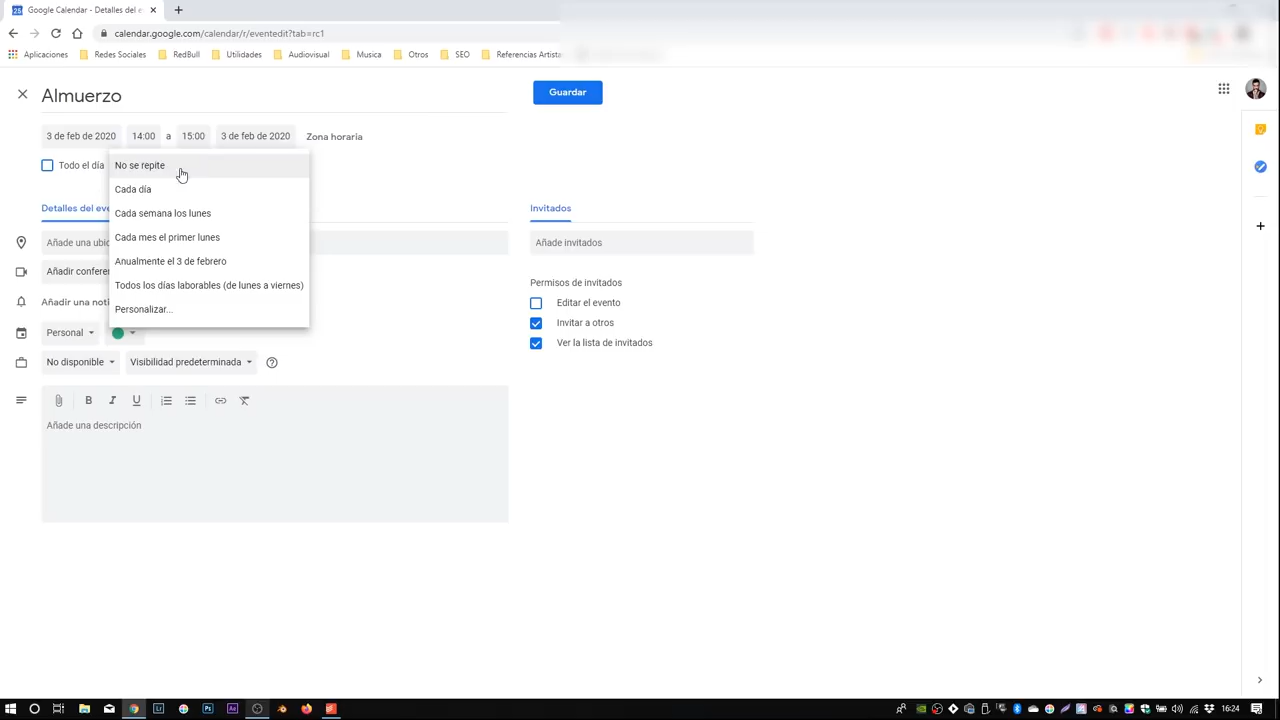 Google Calendar - Detalles del e
calendar.google.com/calendar/r/eventedit?tab=rc1
Aplicaciones Redes Sociales RedBull Utilidades Audiovisual Musica Otros SEO Referencias Artista
Almuerzo
Guardar
3 de feb de 2020 14:00 a 15:00 3 de feb de 2020 Zona horaria
Todo el día
No se repite
Cada día
Cada semana los lunes
Cada mes el primer lunes
Anualmente el 3 de febrero
Todos los días laborables (de lunes a viernes)
Personalizar...
Detalles del eve
Añade una ubic
Añadir conferen
Añadir una noti
Personal
No disponible Visibilidad predeterminada
B I U
Añade una descripción
Invitados
Añade invitados
Permisos de invitados
Editar el evento
Invitar a otros
Ver la lista de invitados
16:24